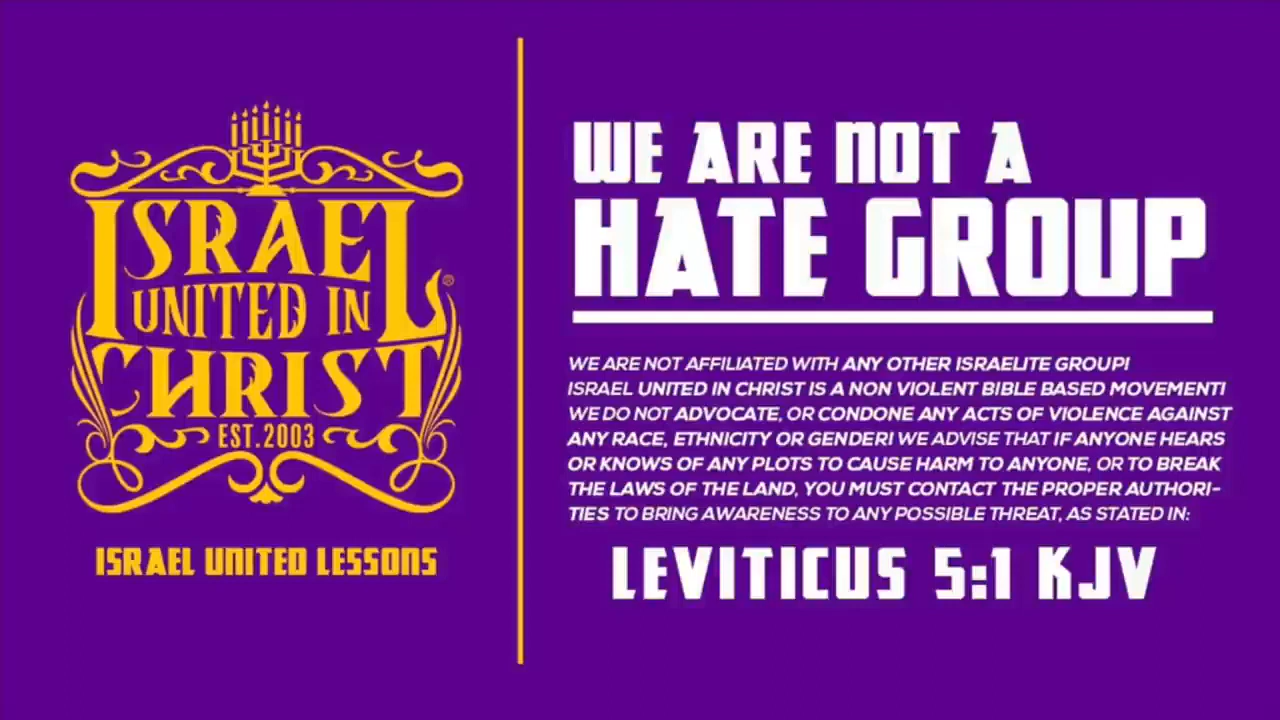 ISRAEL
UNITED IN
CHRIST
EST. 2003
®
ISRAEL UNITED LESSONS
WE ARE NOT A
HATE GROUP
WE ARE NOT AFFILIATED WITH ANY OTHER ISRAELITE GROUP!
ISRAEL UNITED IN CHRIST IS A NON VIOLENT BIBLE BASED MOVEMENT!
WE DO NOT ADVOCATE, OR CONDONE ANY ACTS OF VIOLENCE AGAINST
ANY RACE, ETHNICITY OR GENDER! WE ADVISE THAT IF ANYONE HEARS
OR KNOWS OF ANY PLOTS TO CAUSE HARM TO ANYONE, OR TO BREAK
THE LAWS OF THE LAND, YOU MUST CONTACT THE PROPER AUTHORI-
TIES TO BRING AWARENESS TO ANY POSSIBLE THREAT, AS STATED IN:
LEVITICUS 5:1 KJV